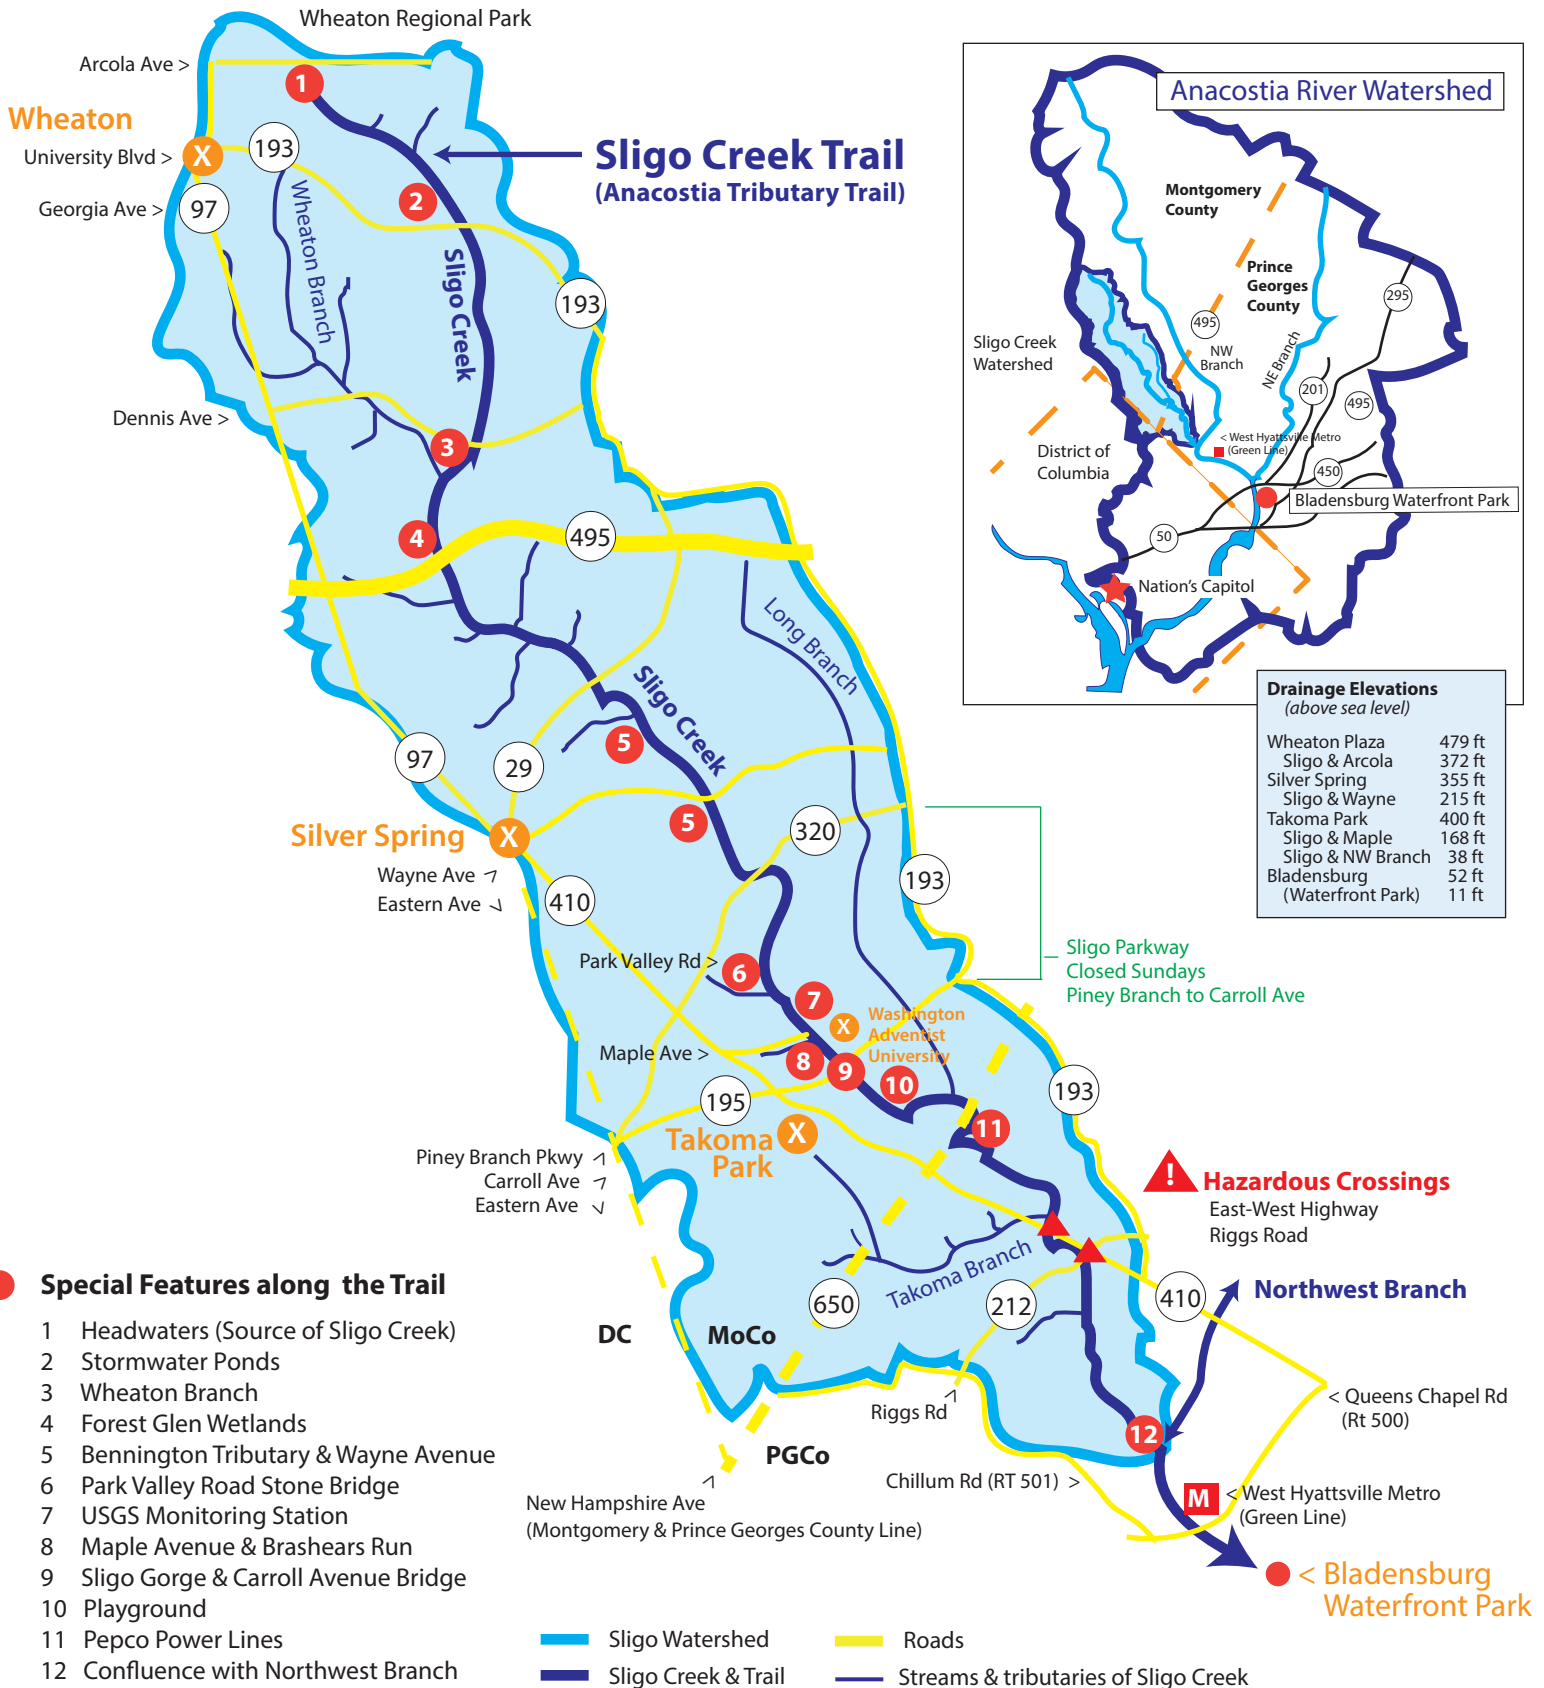 Wheaton Regional Park
Arcola Ave >
1
Wheaton
University Blvd >
X
193
Georgia Ave >
97
Wheaton Branch
2
Sligo Creek Trail
(Anacostia Tributary Trail)
Sligo Creek
193
Dennis Ave >
3
4
495
Long Branch
Sligo Creek
5
97
29
5
320
Silver Spring
X
Wayne Ave >
Eastern Ave >
410
193
Park Valley Rd >
6
7
X
Washington
Adventist
University
Maple Ave >
8
9
10
195
Takoma
Park
X
11
193
Sligo Parkway
Closed Sundays
Piney Branch to Carroll Ave
Piney Branch Pkwy >
Carroll Ave >
Eastern Ave >
!
Hazardous Crossings
East-West Highway
Riggs Road
Takoma Branch
650
212
410
Northwest Branch
DC
MoCo
PGCo
Riggs Rd >
12
< Queens Chapel Rd
(Rt 500)
Chillum Rd (RT 501) >
M
< West Hyattsville Metro
(Green Line)
New Hampshire Ave >
(Montgomery & Prince Georges County Line)
< Bladensburg
Waterfront Park
Anacostia River Watershed
Montgomery
County
Prince
Georges
County
295
495
NW
Branch
NE Branch
Sligo Creek
Watershed
201
495
< West Hyattsville Metro
(Green Line)
District of
Columbia
450
Bladensburg Waterfront Park
50
Nation's Capitol
Drainage Elevations
(above sea level)
Wheaton Plaza 479 ft
Sligo & Arcola 372 ft
Silver Spring 355 ft
Sligo & Wayne 215 ft
Takoma Park 400 ft
Sligo & Maple 168 ft
Sligo & NW Branch 38 ft
Bladensburg 52 ft
(Waterfront Park) 11 ft
Special Features along the Trail
1 Headwaters (Source of Sligo Creek)
2 Stormwater Ponds
3 Wheaton Branch
4 Forest Glen Wetlands
5 Bennington Tributary & Wayne Avenue
6 Park Valley Road Stone Bridge
7 USGS Monitoring Station
8 Maple Avenue & Brashears Run
9 Sligo Gorge & Carroll Avenue Bridge
10 Playground
11 Pepco Power Lines
12 Confluence with Northwest Branch
Sligo Watershed
Roads
Sligo Creek & Trail
Streams & tributaries of Sligo Creek